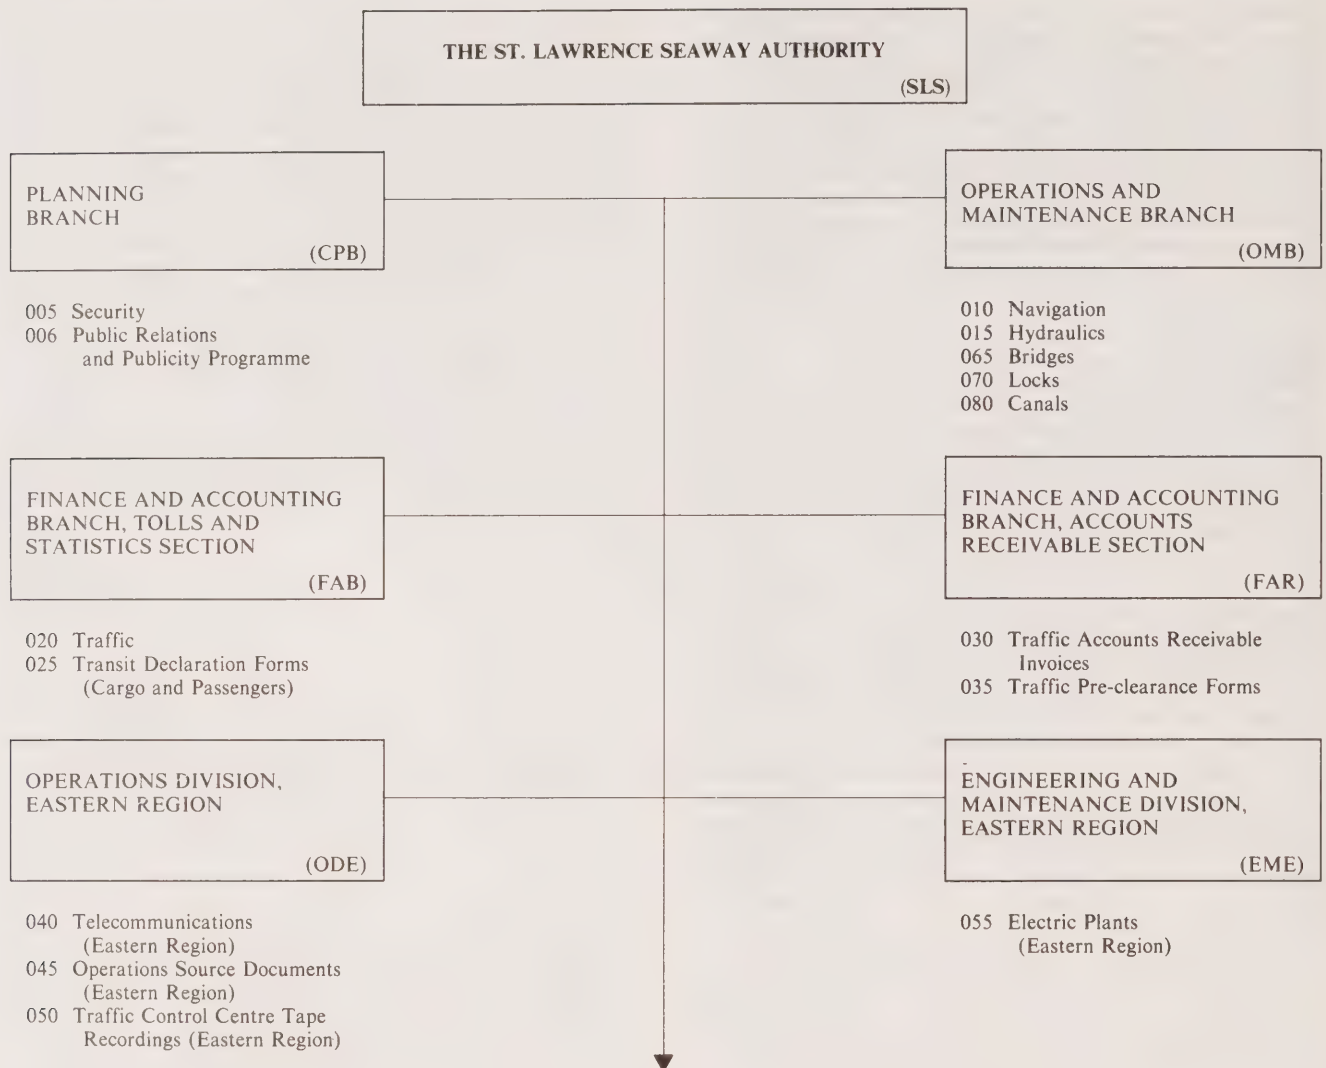 THE ST. LAWRENCE SEAWAY AUTHORITY
(SLS)
PLANNING
BRANCH
(CPB)
005 Security
006 Public Relations
and Publicity Programme
OPERATIONS AND
MAINTENANCE BRANCH
(OMB)
010 Navigation
015 Hydraulics
065 Bridges
070 Locks
080 Canals
FINANCE AND ACCOUNTING
BRANCH, TOLLS AND
STATISTICS SECTION
(FAB)
020 Traffic
025 Transit Declaration Forms
(Cargo and Passengers)
FINANCE AND ACCOUNTING
BRANCH, ACCOUNTS
RECEIVABLE SECTION
(FAR)
030 Traffic Accounts Receivable
Invoices
035 Traffic Pre-clearance Forms
OPERATIONS DIVISION,
EASTERN REGION
(ODE)
040 Telecommunications
(Eastern Region)
045 Operations Source Documents
(Eastern Region)
050 Traffic Control Centre Tape
Recordings (Eastern Region)
ENGINEERING AND
MAINTENANCE DIVISION,
EASTERN REGION
(EME)
055 Electric Plants
(Eastern Region)